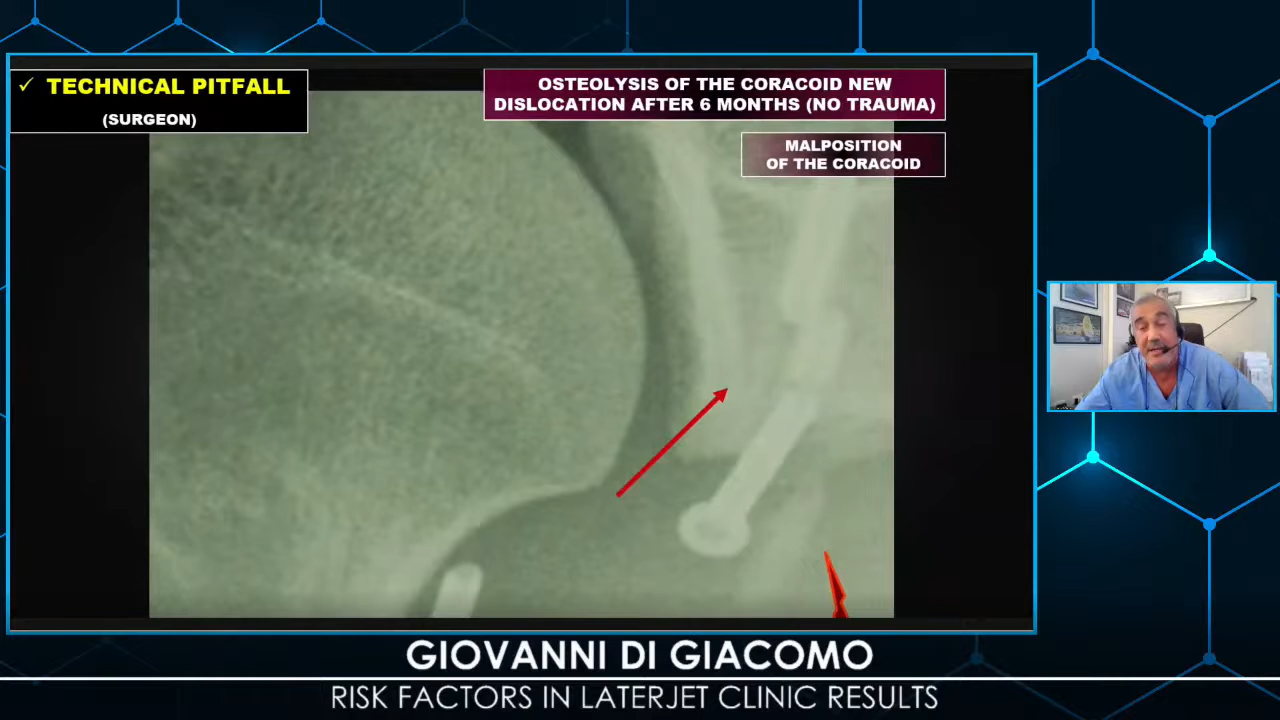 ✓ TECHNICAL PITFALL
(SURGEON)
OSTEOLYSIS OF THE CORACOID NEW
DISLOCATION AFTER 6 MONTHS (NO TRAUMA)
MALPOSITION
OF THE CORACOID
GIOVANNI DI GIACOMO
RISK FACTORS IN LATERJET CLINIC RESULTS